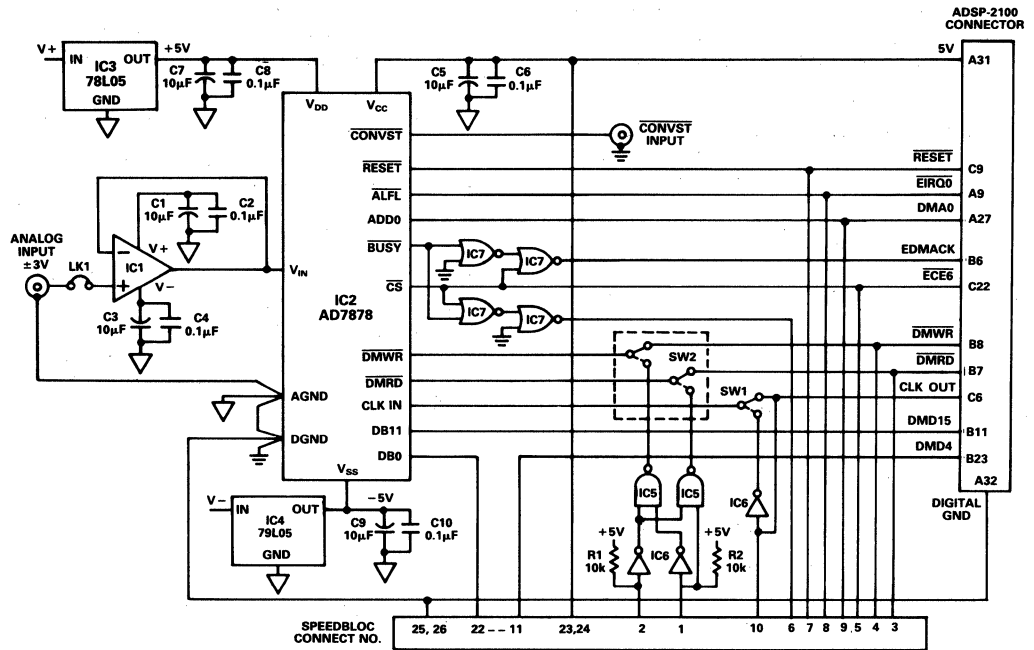 ADSP-2100
CONNECTOR
V+
IN
OUT
IC3
78L05
GND
+5V
C7
10µF
C8
0.1µF
C5
10µF
C6
0.1µF
5V
A31
VDD
VCC
CONVST
CONVST
INPUT
RESET
RESET
C9
ALFL
EIRQ0
A9
ADD0
DMA0
A27
C1
10µF
C2
0.1µF
ANALOG
INPUT
±3V
LK1
−
+
V+
IC1
V−
VIN
BUSY
IC7
IC7
EDMACK
B6
CS
ECE6
C22
IC2
AD7878
IC7
IC7
C3
10µF
C4
0.1µF
DMWR
SW2
DMWR
B8
DMRD
DMRD
B7
CLK IN
SW1
CLK OUT
C6
AGND
DB11
DMD15
B11
DGND
DB0
DMD4
B23
VSS
A32
DIGITAL
GND
V−
IN
OUT
IC4
79L05
GND
−5V
C9
10µF
C10
0.1µF
IC5
IC5
IC6
+5V
R1
10k
IC6
+5V
R2
10k
SPEEDBLOC
CONNECT NO.
25, 26 22 −− 11 23,24 2 1 10 6 7 8 9 5 4 3